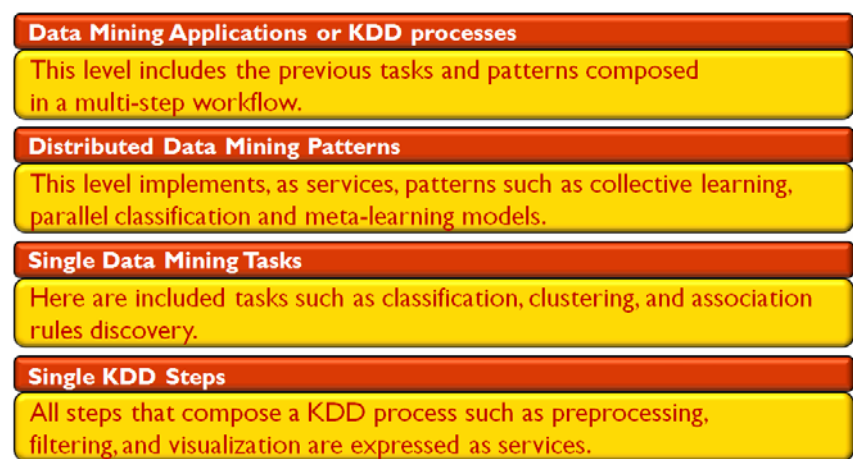 Data Mining Applications or KDD processes
This level includes the previous tasks and patterns composed
in a multi-step workflow.
Distributed Data Mining Patterns
This level implements, as services, patterns such as collective learning,
parallel classification and meta-learning models.
Single Data Mining Tasks
Here are included tasks such as classification, clustering, and association
rules discovery.
Single KDD Steps
All steps that compose a KDD process such as preprocessing,
filtering, and visualization are expressed as services.